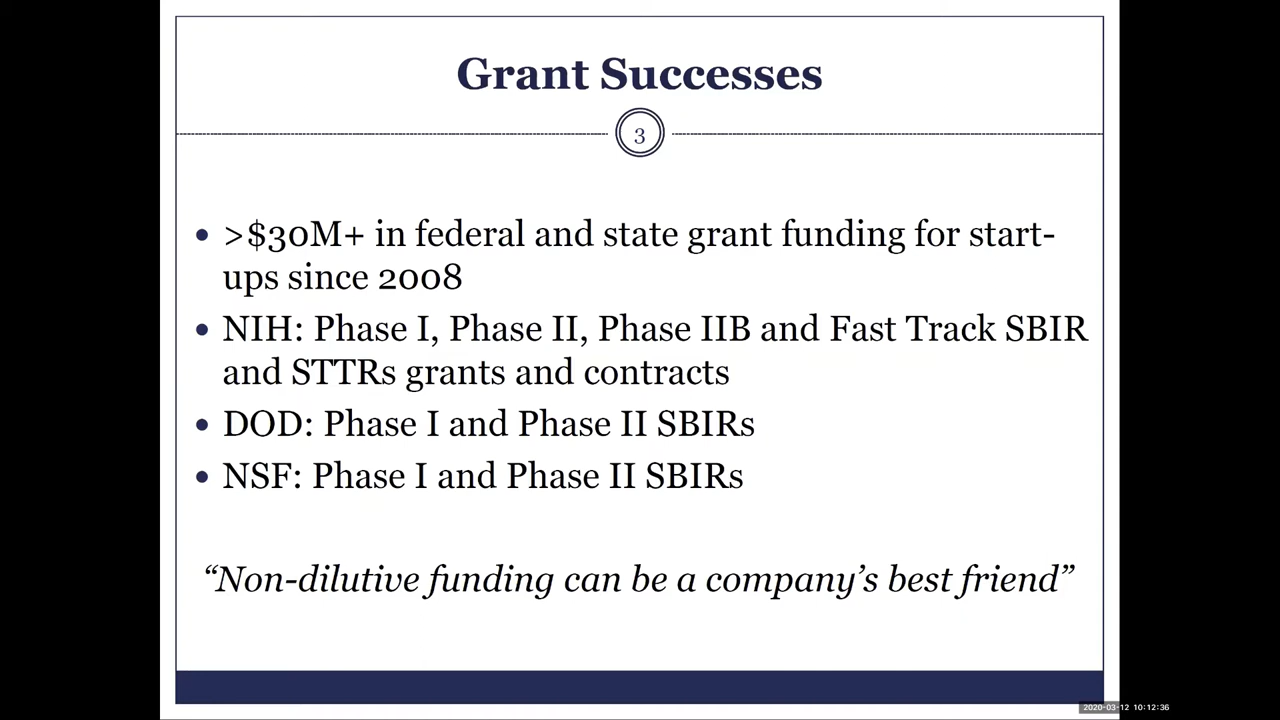 Grant Successes
3
• >$30M+ in federal and state grant funding for start-
ups since 2008
• NIH: Phase I, Phase II, Phase IIB and Fast Track SBIR
and STTRs grants and contracts
• DOD: Phase I and Phase II SBIRs
• NSF: Phase I and Phase II SBIRs
“Non-dilutive funding can be a company’s best friend”
2020-03-12 10:12:36